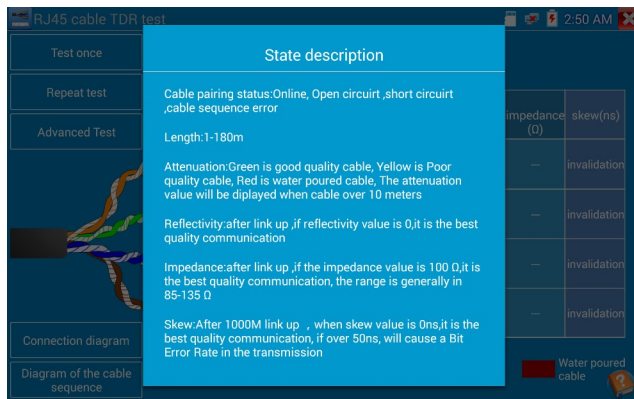 RJ45 cable TDR test
2:50 AM
Test once
Repeat test
Advanced Test
Connection diagram
Diagram of the cable
sequence
State description
Cable pairing status:Online, Open circuirt ,short circuirt
,cable sequence error
Length:1-180m
Attenuation:Green is good quality cable, Yellow is Poor
quality cable, Red is water poured cable, The attenuation
value will be diplayed when cable over 10 meters
Reflectivity:after link up ,if reflectivity value is 0,it is the best
quality communication
Impedance:after link up ,if the impedance value is 100 Ω,it is
the best quality communication, the range is generally in
85-135 Ω
Skew:After 1000M link up , when skew value is 0ns,it is the
best quality communication, if over 50ns, will cause a Bit
Error Rate in the transmission
impedance
(Ω)
skew(ns)
— invalidation
— invalidation
— invalidation
— invalidation
Water poured
cable